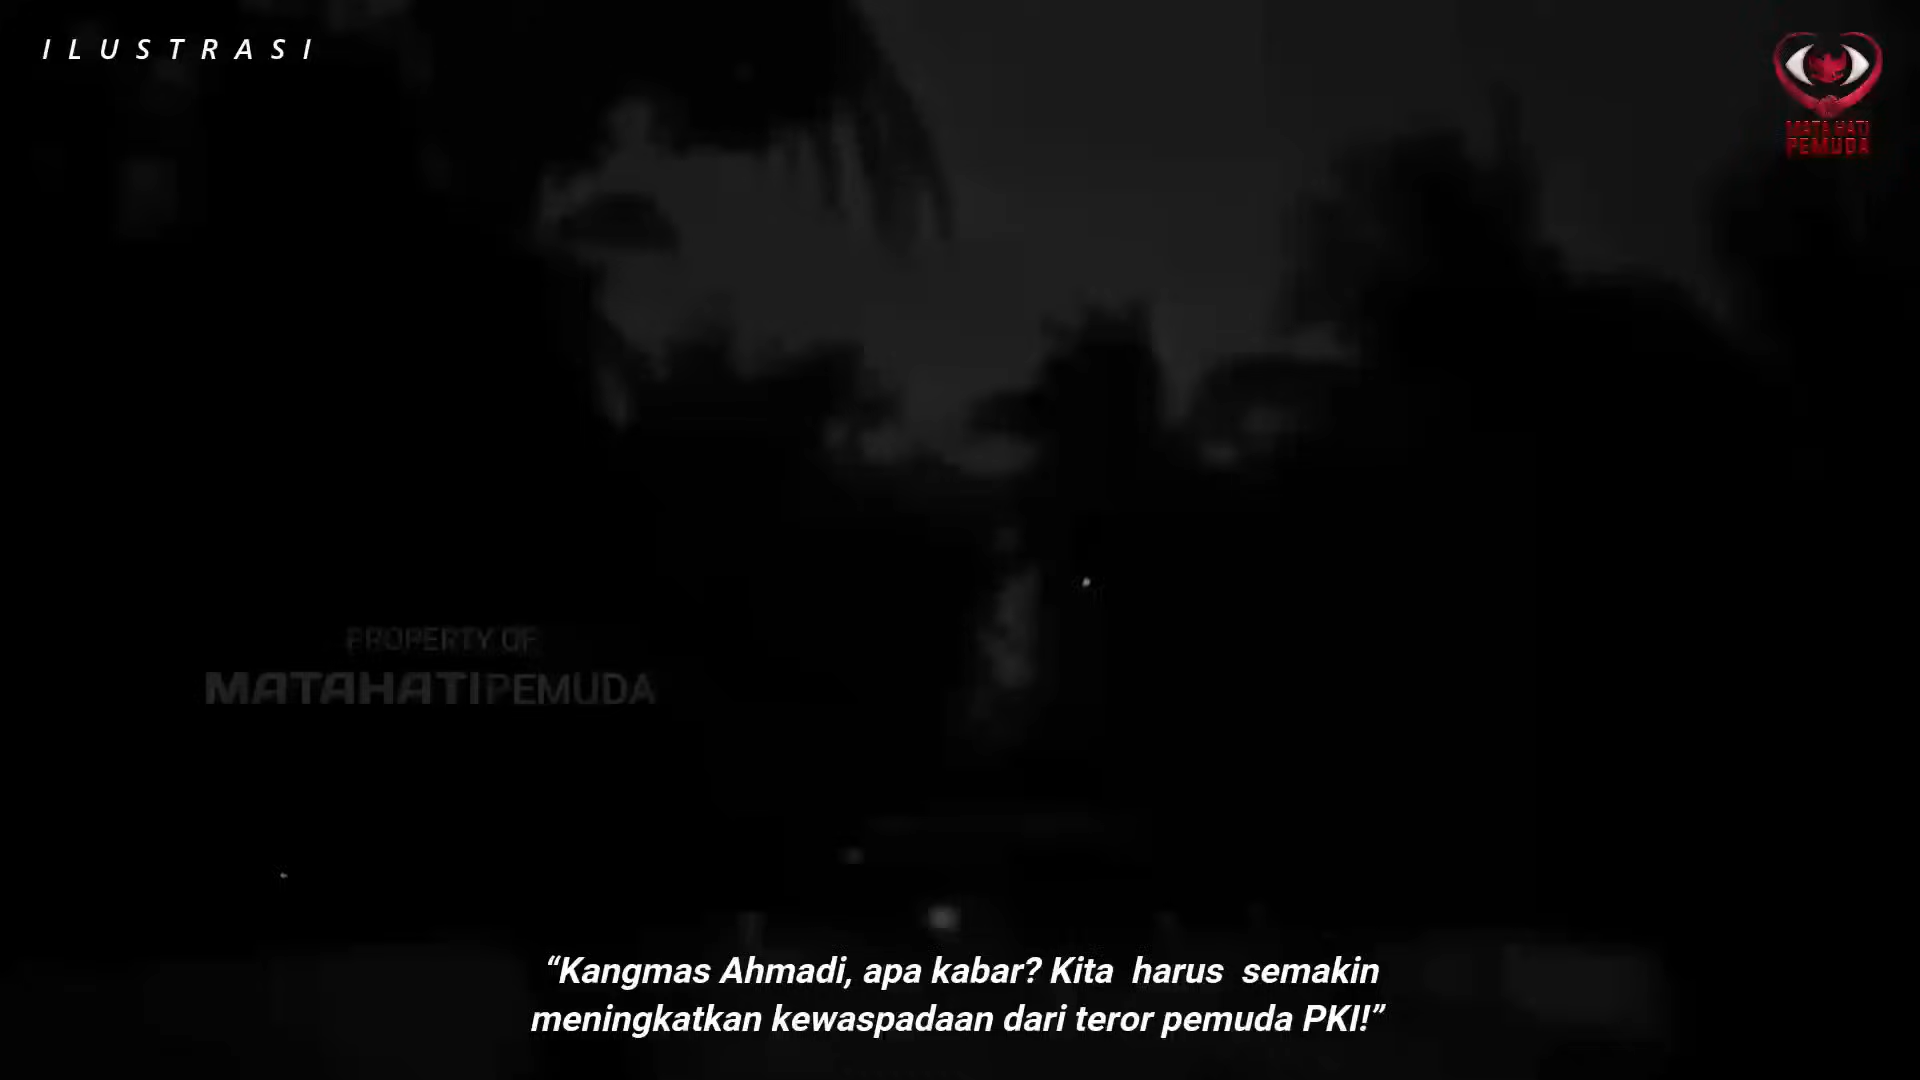 ILUSTRASI
MATA HATI
PEMUDA
PROPERTY OF
MATAHATIPEMUDA
“Kangmas Ahmadi, apa kabar? Kita harus semakin
meningkatkan kewaspadaan dari teror pemuda PKI!”